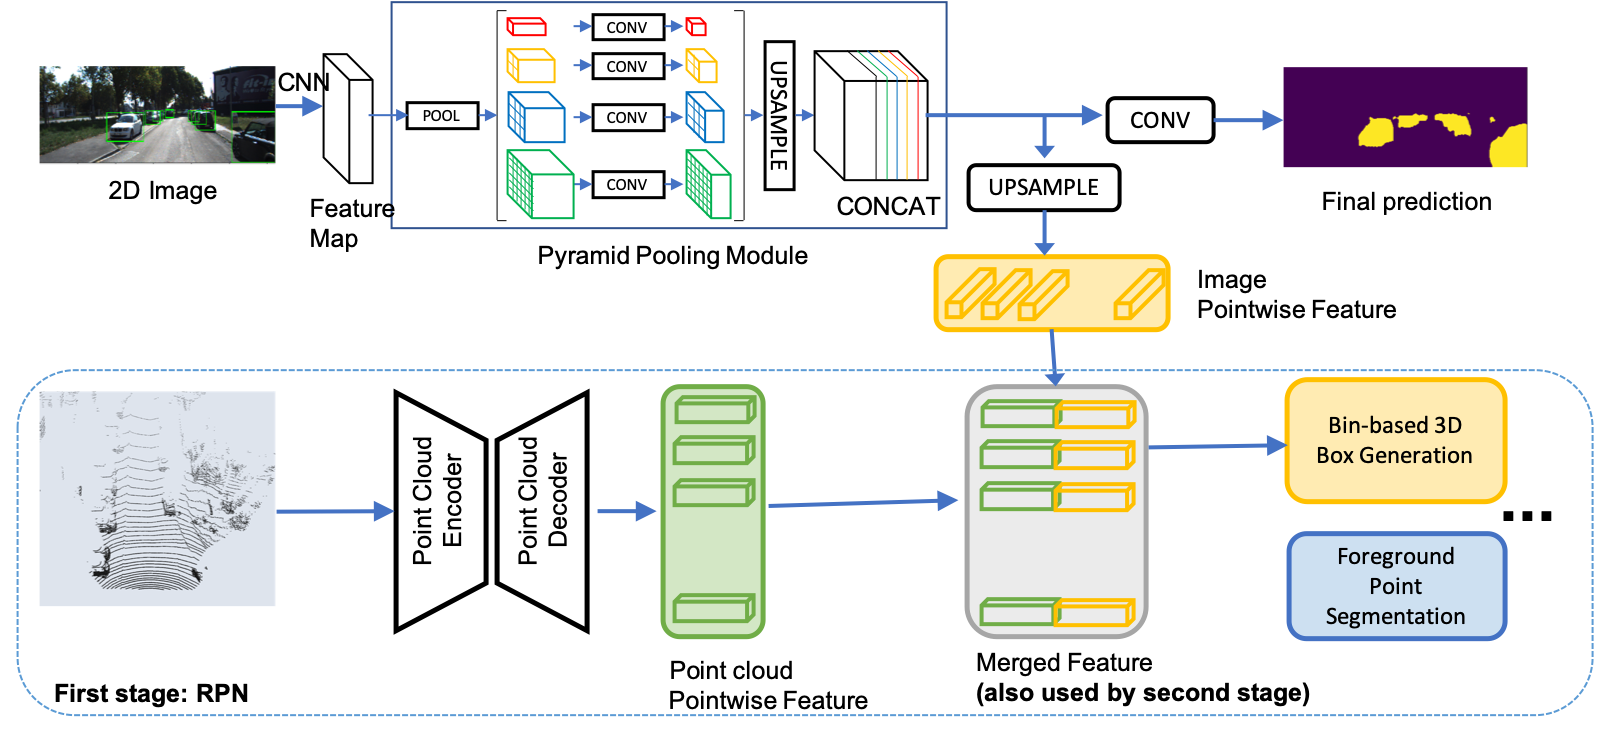 CNN
2D Image
Feature
Map
POOL
CONV
CONV
CONV
CONV
UPSAMPLE
CONCAT
Pyramid Pooling Module
CONV
UPSAMPLE
Final prediction
Image
Pointwise Feature
Point Cloud
Encoder
Point Cloud
Decoder
Point cloud
Pointwise Feature
Merged Feature
(also used by second stage)
Bin-based 3D
Box Generation
...
Foreground
Point
Segmentation
First stage: RPN